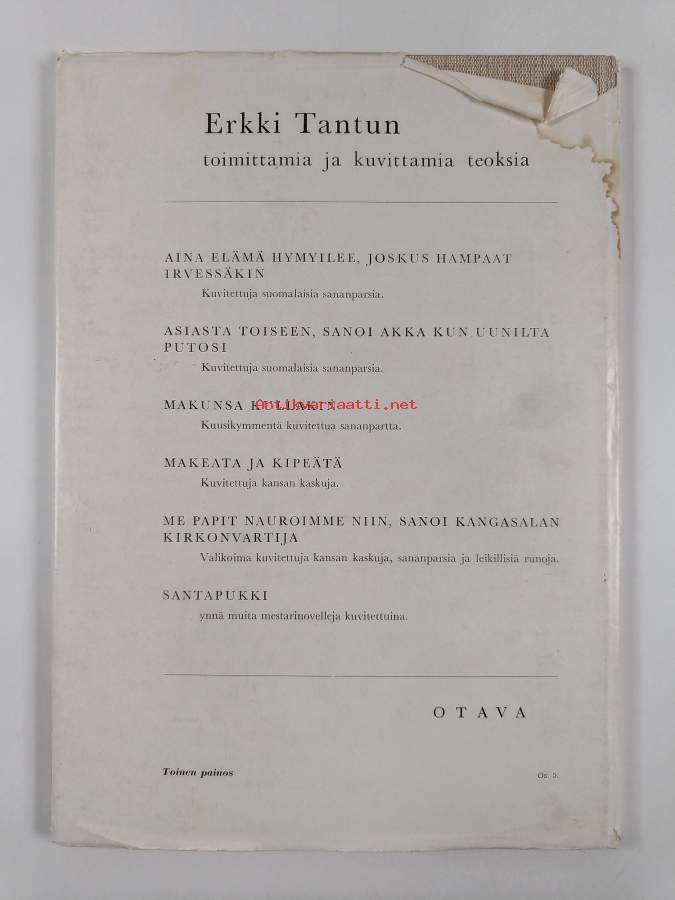 Erkki Tantun
toimittamia ja kuvittamia teoksia
AINA ELÄMÄ HYMYILEE, JOSKUS HAMPAAT
IRVESSÄKIN
Kuvitettuja suomalaisia sananparsia.
ASIASTA TOISEEN, SANOI AKKA KUN UUNILTA
PUTOSI
Kuvitettuja suomalaisia sananparsia.
MAKUNSA KULLAKIN
Antikvariaatti.net
Kuusikymmentä kuvitettua sananpartta.
MAKEATA JA KIPEÄTÄ
Kuvitettuja kansan kaskuja.
ME PAPIT NAUROIMME NIIN, SANOI KANGASALAN
KIRKONVARTIJA
Valikoima kuvitettuja kansan kaskuja, sananparsia ja leikillisiä runoja.
SANTAPUKKI
ynnä muita mestarinovelleja kuvitettuina.
OTAVA
Toinen painos
Os. 5.